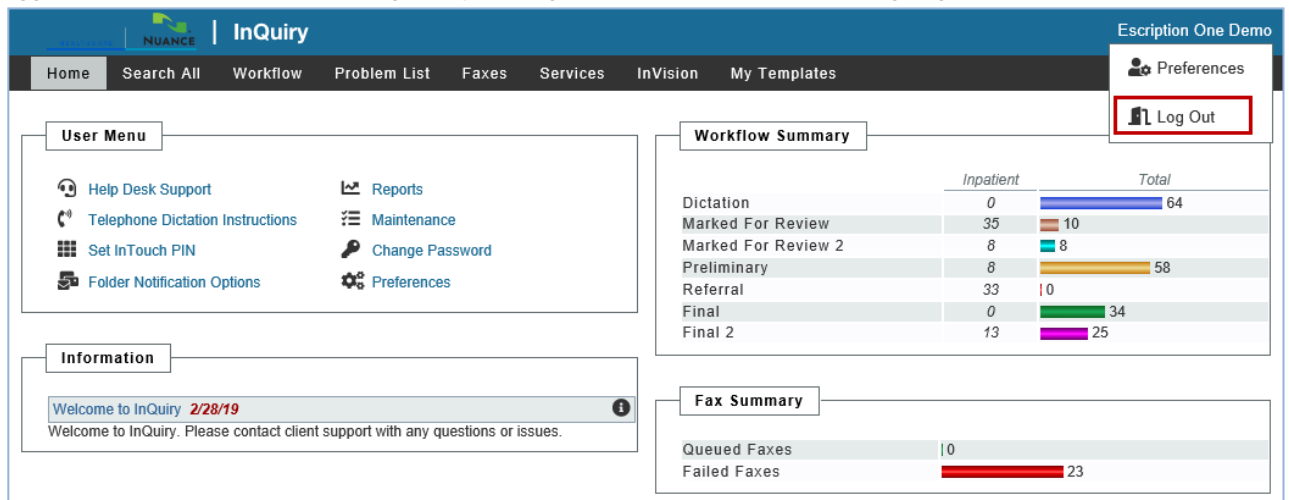 NUANCE | InQuiry
Escription One Demo
Home Search All Workflow Problem List Faxes Services InVision My Templates
Preferences
Log Out
User Menu
Help Desk Support Reports
Telephone Dictation Instructions Maintenance
Set InTouch PIN Change Password
Folder Notification Options Preferences
Information
Welcome to InQuiry 2/28/19
Welcome to InQuiry. Please contact client support with any questions or issues.
Workflow Summary
Inpatient Total
Dictation 0 64
Marked For Review 35 10
Marked For Review 2 8 8
Preliminary 8 58
Referral 33 0
Final 0 34
Final 2 13 25
Fax Summary
Queued Faxes 0
Failed Faxes 23